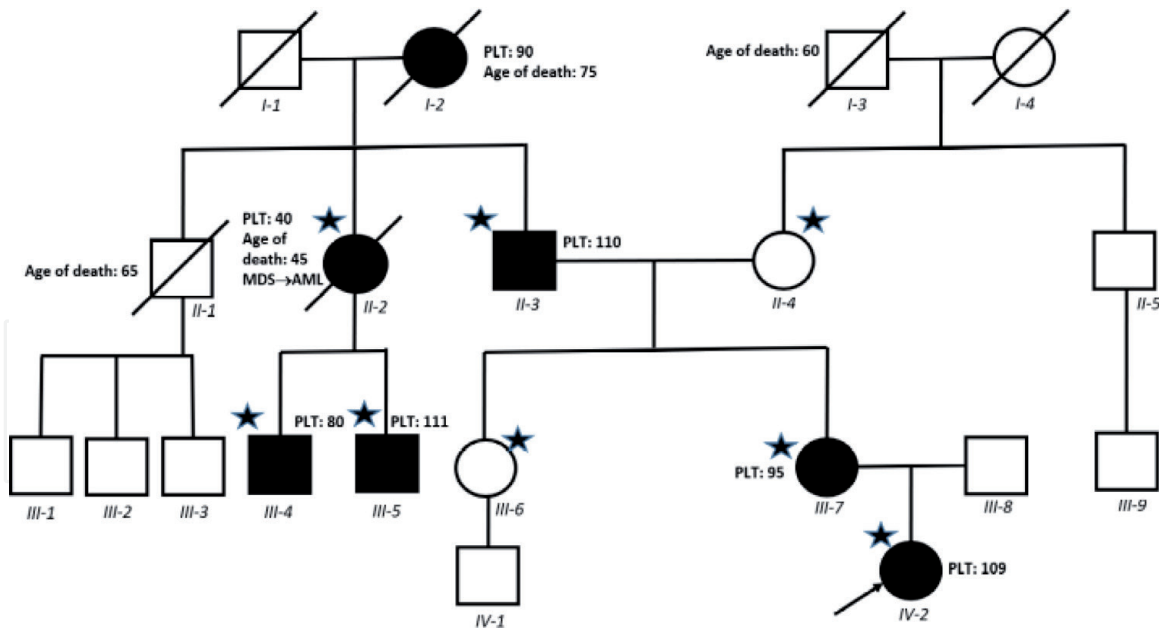 PLT: 90
Age of death: 75
Age of death: 60
I-1
I-2
I-3
I-4
PLT: 40
Age of
death: 45
MDS→AML
PLT: 110
Age of death: 65
II-1
II-2
II-3
II-4
II-5
PLT: 80
PLT: 111
PLT: 95
III-1
III-2
III-3
III-4
III-5
III-6
III-7
III-8
III-9
PLT: 109
IV-1
IV-2